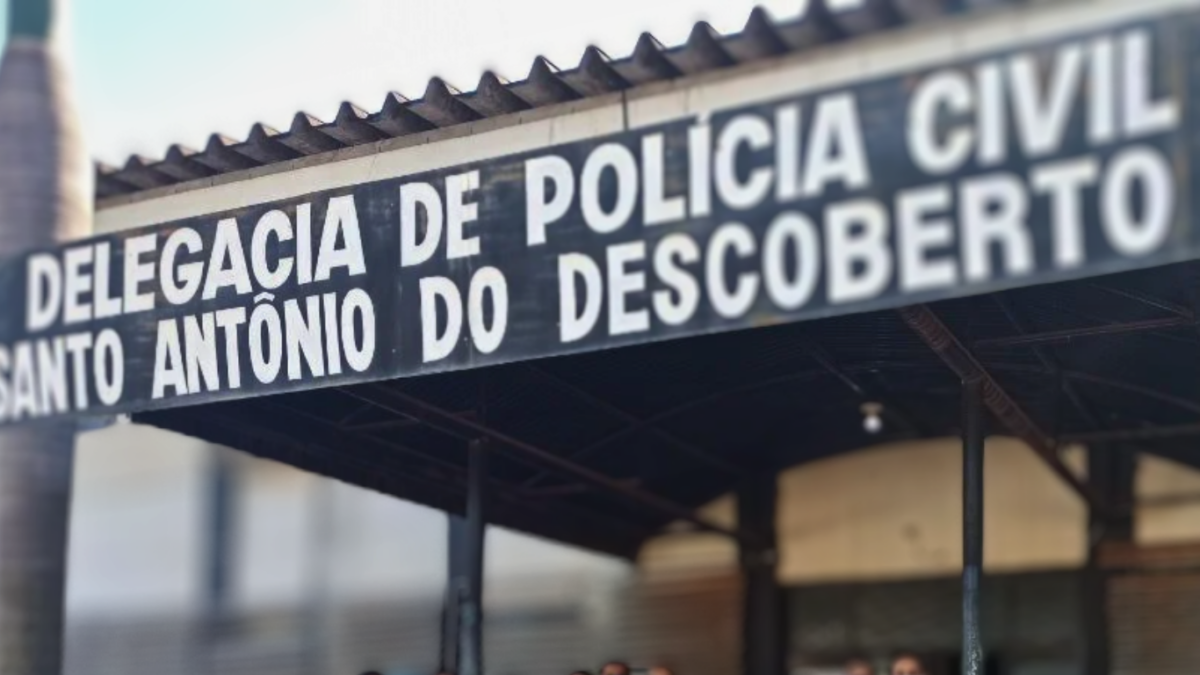 DELEGACIA DE POLÍCIA CIVIL
SANTO ANTÔNIO DO DESCOBERTO